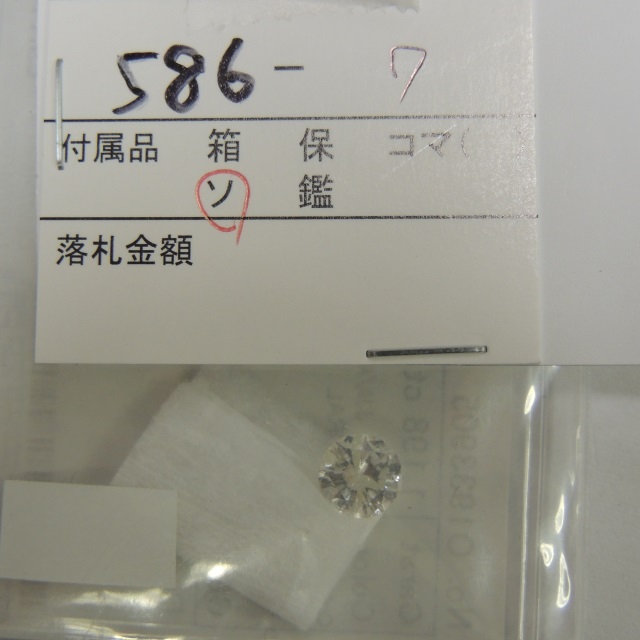 586- 7
付属品 箱 保 コマ(
ソ 鑑
落札金額